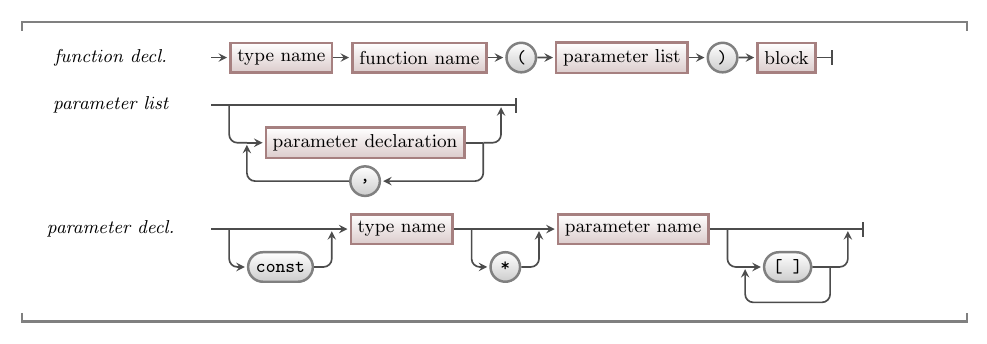 function decl. type name function name ( parameter list ) block
parameter list
parameter declaration
,
parameter decl. type name parameter name
const * [ ]